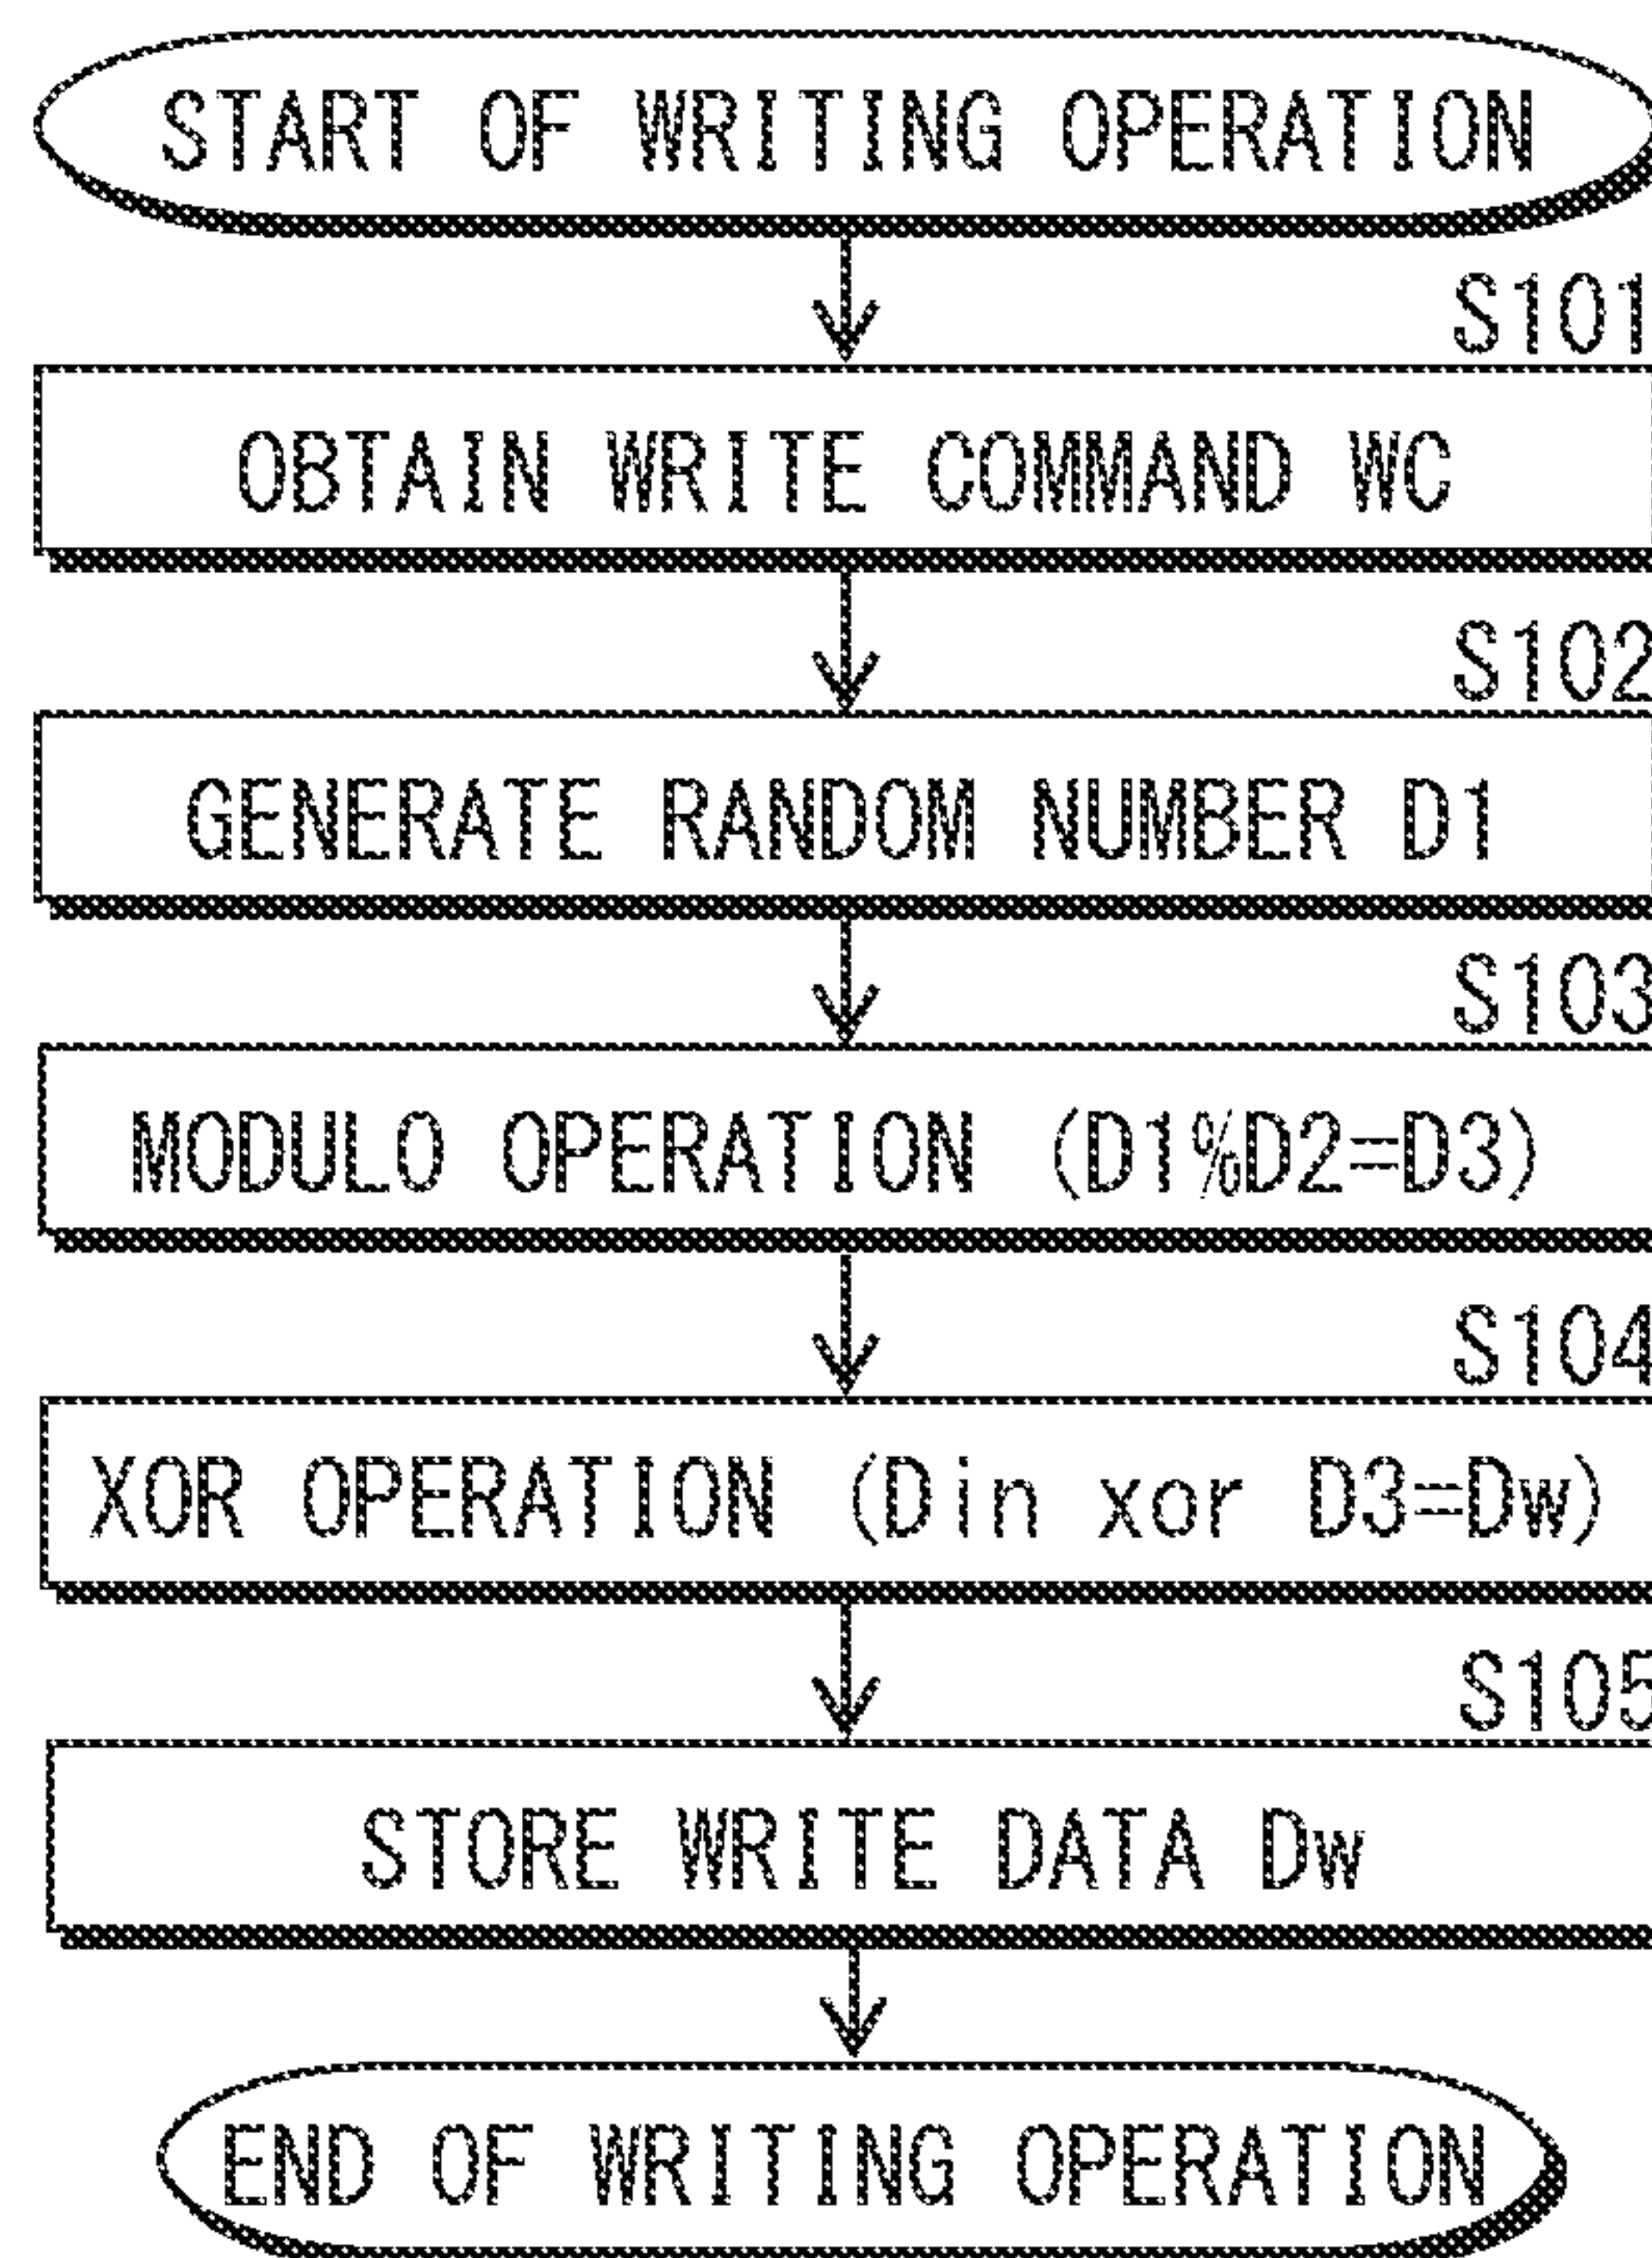 START OF WRITING OPERATION
S101
OBTAIN WRITE COMMAND WC
S102
GENERATE RANDOM NUMBER D1
S103
MODULO OPERATION (D1%D2=D3)
S104
XOR OPERATION (Din xor D3=Dw)
S105
STORE WRITE DATA Dw
END OF WRITING OPERATION